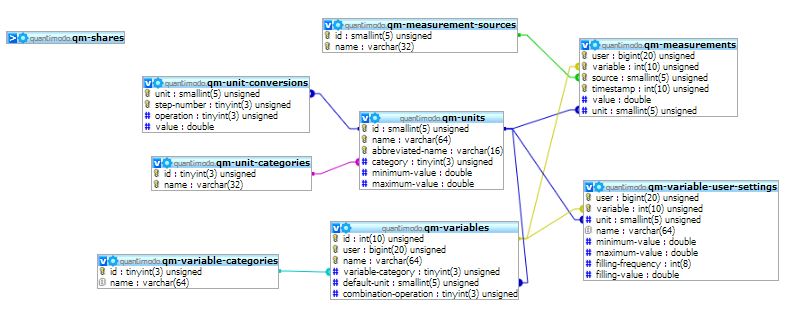 quantimodo.qm-shares
quantimodo.qm-measurement-sources
id : smallint(5) unsigned
name : varchar(32)
quantimodo.qm-measurements
user : bigint(20) unsigned
variable : int(10) unsigned
source : smallint(5) unsigned
timestamp : int(10) unsigned
value : double
unit : smallint(5) unsigned
quantimodo.qm-unit-conversions
unit : smallint(5) unsigned
step-number : tinyint(3) unsigned
operation : tinyint(3) unsigned
value : double
quantimodo.qm-units
id : smallint(5) unsigned
name : varchar(64)
abbreviated-name : varchar(16)
category : tinyint(3) unsigned
minimum-value : double
maximum-value : double
quantimodo.qm-unit-categories
id : tinyint(3) unsigned
name : varchar(32)
quantimodo.qm-variable-user-settings
user : bigint(20) unsigned
variable : int(10) unsigned
unit : smallint(5) unsigned
name : varchar(64)
minimum-value : double
maximum-value : double
filling-frequency : int(8)
filling-value : double
quantimodo.qm-variables
id : int(10) unsigned
user : bigint(20) unsigned
name : varchar(64)
variable-category : tinyint(3) unsigned
default-unit : smallint(5) unsigned
combination-operation : tinyint(3) unsigned
quantimodo.qm-variable-categories
id : tinyint(3) unsigned
name : varchar(64)